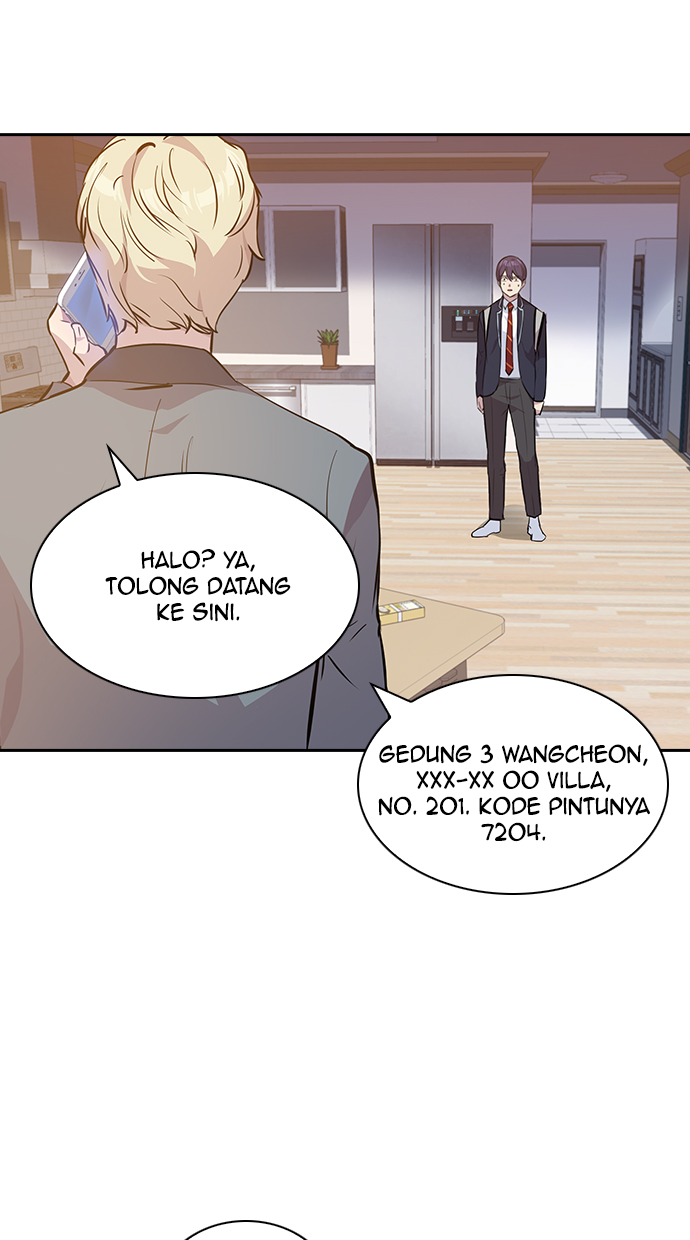 HALO? YA,
TOLONG DATANG
KE SINI.
GEDUNG 3 WANGCHEON,
XXX-XX OO VILLA,
NO. 201. KODE PINTUNYA
7204.